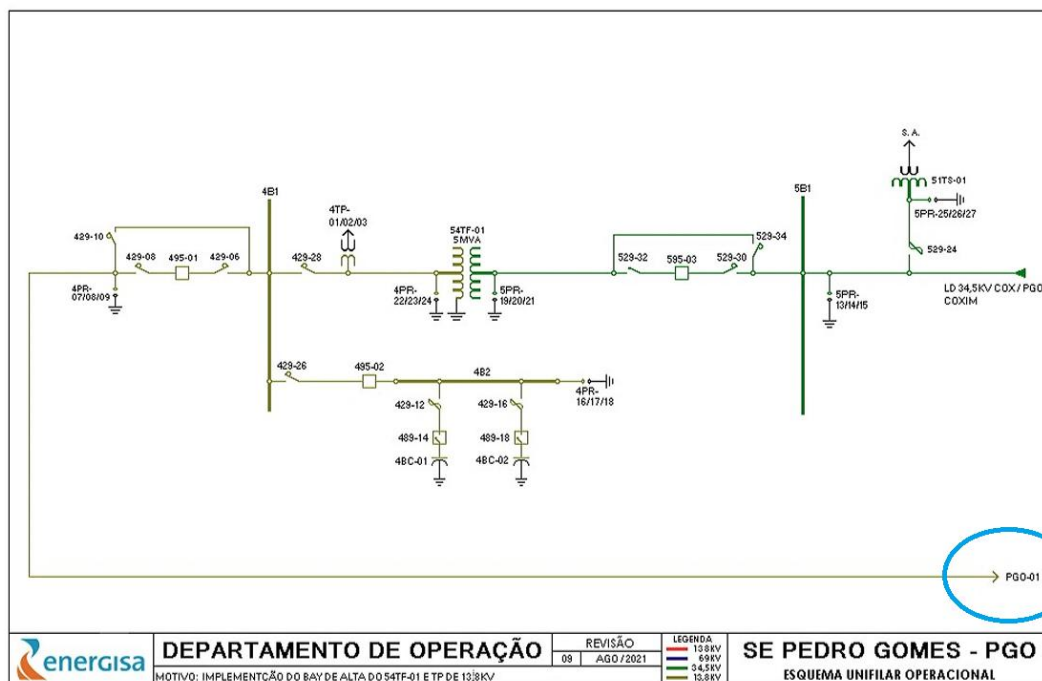 S. A.
51TS-01
5PR-25/26/27
529-24
4B1
5B1
4TP-
01/02/03
54TF-01
5MVA
529-34
429-10
429-08
495-01
429-06
429-28
529-32
595-03
529-30
4PR-
07/08/09
4PR-
22/23/24
5PR-
19/20/21
5PR-
13/14/15
LD 34,5KV COX / PGO
COXIM
429-26
495-02
4B2
4PR-
16/17/18
429-12
429-16
489-14
489-18
4BC-01
4BC-02
PGO-01
energisa
DEPARTAMENTO DE OPERAÇÃO
REVISÃO
09
AGO / 2021
LEGENDA
138KV
69KV
34,5KV
13,8KV
SE PEDRO GOMES - PGO
ESQUEMA UNIFILAR OPERACIONAL
MOTIVO: IMPLEMENTCÃO DO BAY DE ALTA DO 54TF-01 E TP DE 13,8KV